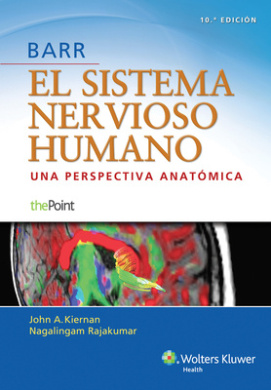 10.ª EDICIÓN
BARR
EL SISTEMA
NERVIOSO
HUMANO
UNA PERSPECTIVA ANATÓMICA
thePoint
John A. Kiernan
Nagalingam Rajakumar
Wolters Kluwer
Health